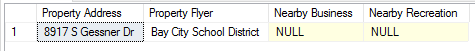 Property Address Property Flyer Nearby Business Nearby Recreation
1 8917 S Gessner Dr Bay City School District NULL NULL